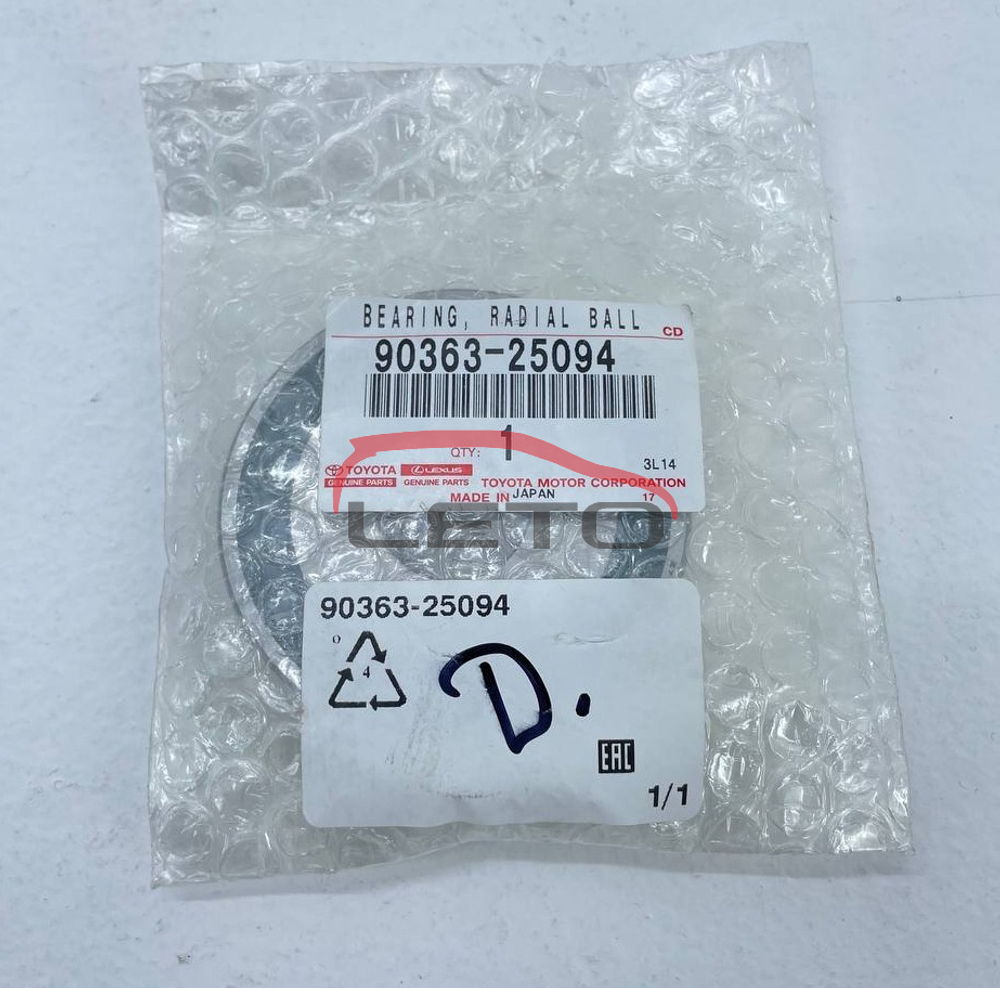 BEARING, RADIAL BALL
CD
90363-25094
QTY: 1
3L14
TOYOTA LEXUS
GENUINE PARTS GENUINE PARTS TOYOTA MOTOR CORPORATION
MADE IN JAPAN 17
LETO
90363-25094
0
4
D.
EAC
1/1